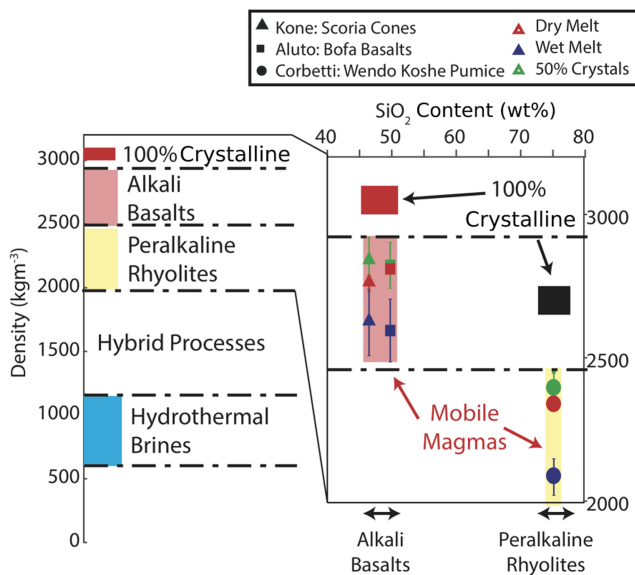 Kone: Scoria Cones
Aluto: Bofa Basalts
Corbetti: Wendo Koshe Pumice
Dry Melt
Wet Melt
50% Crystals
SiO₂ Content (wt%)
40 50 60 70 80
Density (kgm⁻³)
3000
2500
2000
1500
1000
500
0
100% Crystalline
Alkali
Basalts
Peralkaline
Rhyolites
Hybrid Processes
Hydrothermal
Brines
100%
Crystalline
Mobile
Magmas
3000
2500
2000
Alkali
Basalts
Peralkaline
Rhyolites